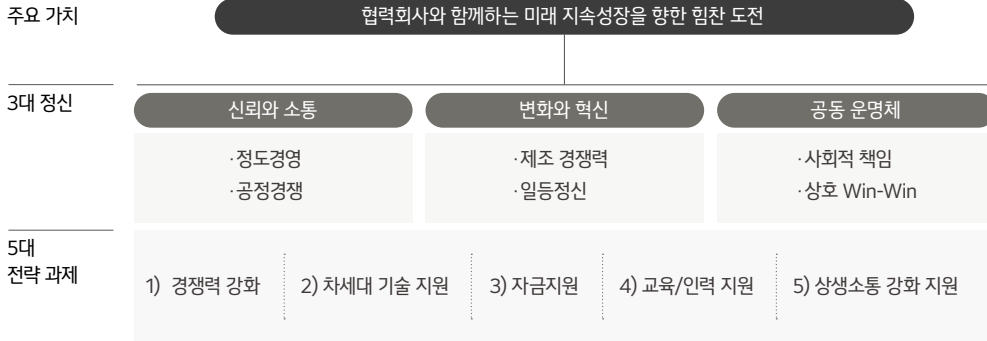 주요 가치
협력회사와 함께하는 미래 지속성장을 향한 힘찬 도전
3대 정신
신뢰와 소통
변화와 혁신
공동 운명체
·정도경영
·공정경쟁
·제조 경쟁력
·일등정신
·사회적 책임
·상호 Win-Win
5대
전략 과제
1) 경쟁력 강화
2) 차세대 기술 지원
3) 자금지원
4) 교육/인력 지원
5) 상생소통 강화 지원